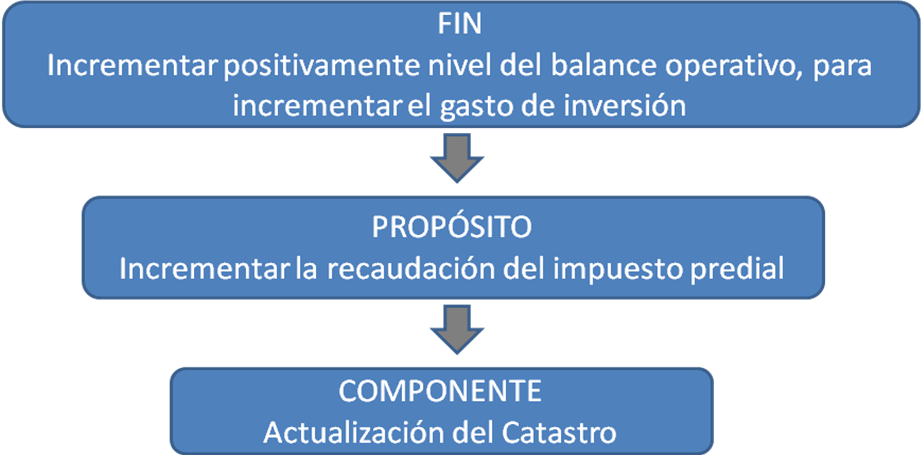 FIN
Incrementar positivamente nivel del balance operativo, para
incrementar el gasto de inversión
PROPÓSITO
Incrementar la recaudación del impuesto predial
COMPONENTE
Actualización del Catastro